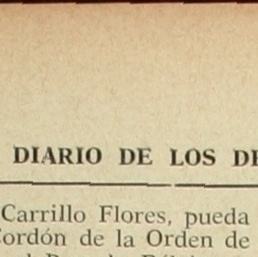 DIARIO DE LOS
Carrillo Flores, pueda
Cordón de la Orden de